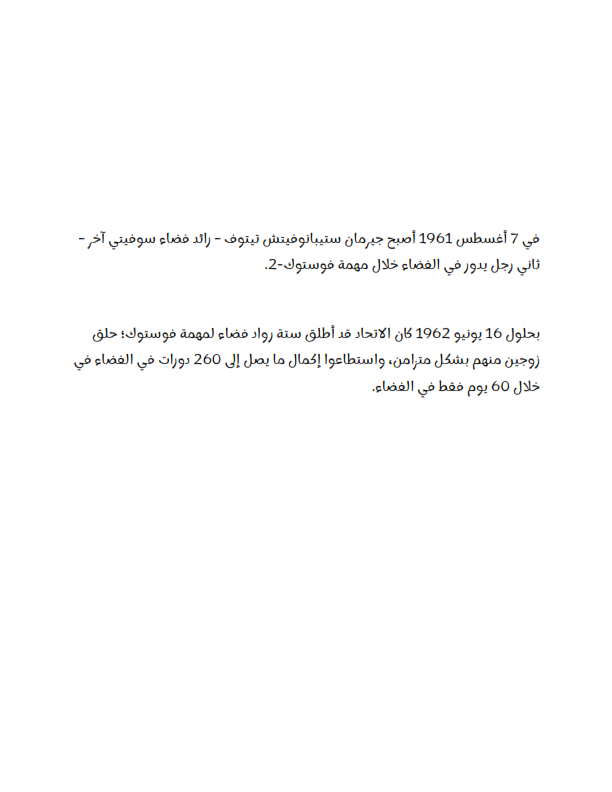 في 7 أغسطس 1961 أصبح جيرمان ستيبانوفيتش تيتوف – رائد فضاء سوفيتي آخر –
ثاني رجل يدور في الفضاء خلال مهمة فوستوك-2.
بحلول 16 يونيو 1962 كان الاتحاد قد أطلق ستة رواد فضاء لمهمة فوستوك؛ حلق
زوجين منهم بشكل متزامن، واستطاعوا إكمال ما يصل إلى 260 دورات في الفضاء في
خلال 60 يوم فقط في الفضاء.